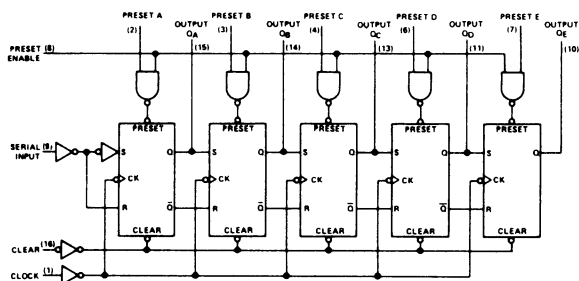 PRESET A
(2)
OUTPUT
QA
(15)
PRESET B
(3)
OUTPUT
QB
(14)
PRESET C
(4)
OUTPUT
QC
(13)
PRESET D
(6)
OUTPUT
QD
(11)
PRESET E
(7)
OUTPUT
QE
(10)
PRESET (8)
ENABLE
PRESET
PRESET
PRESET
PRESET
PRESET
SERIAL (9)
INPUT
S Q
S Q
S Q
S Q
S Q
CK
CK
CK
CK
CK
R Q̅
R Q̅
R Q̅
R Q̅
R
CLEAR
CLEAR
CLEAR
CLEAR
CLEAR
CLEAR (16)
CLOCK (1)